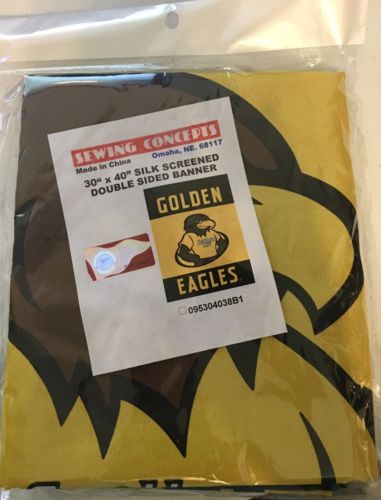 SEWING CONCEPTS
Made in China
Omaha, NE. 68117
30" x 40" SILK SCREENED
DOUBLE SIDED BANNER
GOLDEN
EAGLES
095304038B1